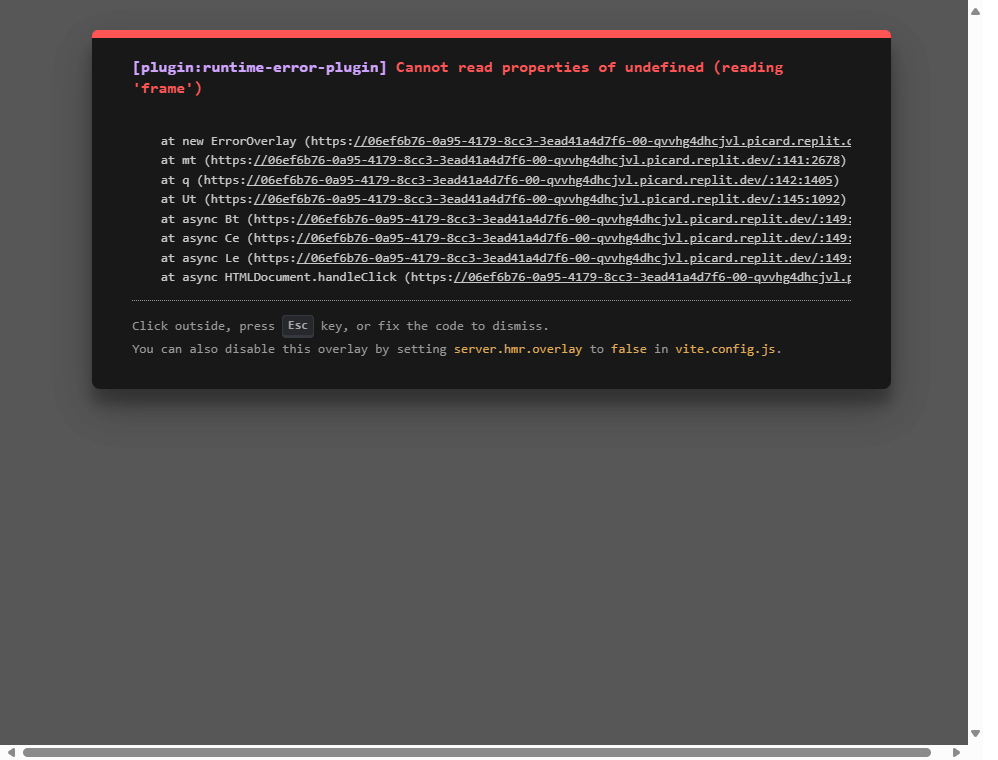 [plugin:runtime-error-plugin] Cannot read properties of undefined (reading
'frame')
at new ErrorOverlay (https://06ef6b76-0a95-4179-8cc3-3ead41a4d7f6-00-qvvhg4dhcjvl.picard.replit.c
at mt (https://06ef6b76-0a95-4179-8cc3-3ead41a4d7f6-00-qvvhg4dhcjvl.picard.replit.dev/:141:2678)
at q (https://06ef6b76-0a95-4179-8cc3-3ead41a4d7f6-00-qvvhg4dhcjvl.picard.replit.dev/:142:1405)
at Ut (https://06ef6b76-0a95-4179-8cc3-3ead41a4d7f6-00-qvvhg4dhcjvl.picard.replit.dev/:145:1092)
at async Bt (https://06ef6b76-0a95-4179-8cc3-3ead41a4d7f6-00-qvvhg4dhcjvl.picard.replit.dev/:149:
at async Ce (https://06ef6b76-0a95-4179-8cc3-3ead41a4d7f6-00-qvvhg4dhcjvl.picard.replit.dev/:149:
at async Le (https://06ef6b76-0a95-4179-8cc3-3ead41a4d7f6-00-qvvhg4dhcjvl.picard.replit.dev/:149:
at async HTMLDocument.handleClick (https://06ef6b76-0a95-4179-8cc3-3ead41a4d7f6-00-qvvhg4dhcjvl.p
Click outside, press Esc key, or fix the code to dismiss.
You can also disable this overlay by setting server.hmr.overlay to false in vite.config.js.